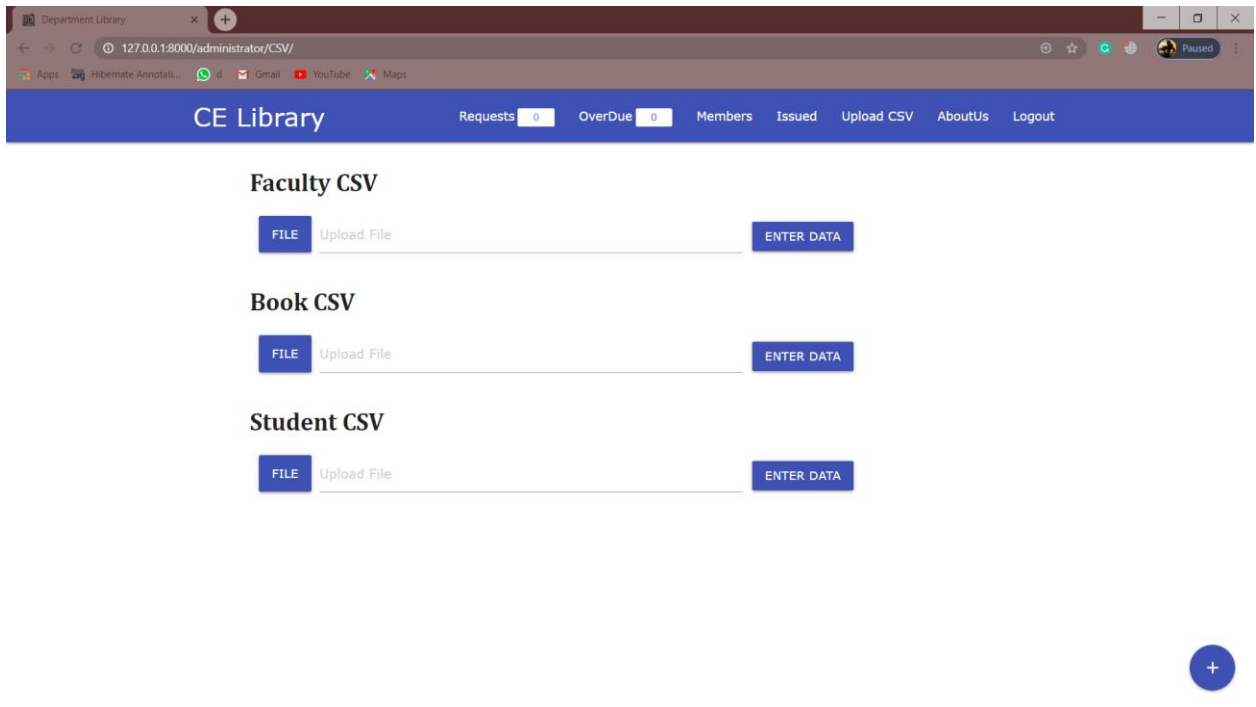 Department Library
127.0.0.1:8000/administrator/CSV/
Paused
Apps Hibernate Annotati... d Gmail YouTube Maps
CE Library Requests 0 OverDue 0 Members Issued Upload CSV AboutUs Logout
Faculty CSV
FILE Upload File ENTER DATA
Book CSV
FILE Upload File ENTER DATA
Student CSV
FILE Upload File ENTER DATA
+